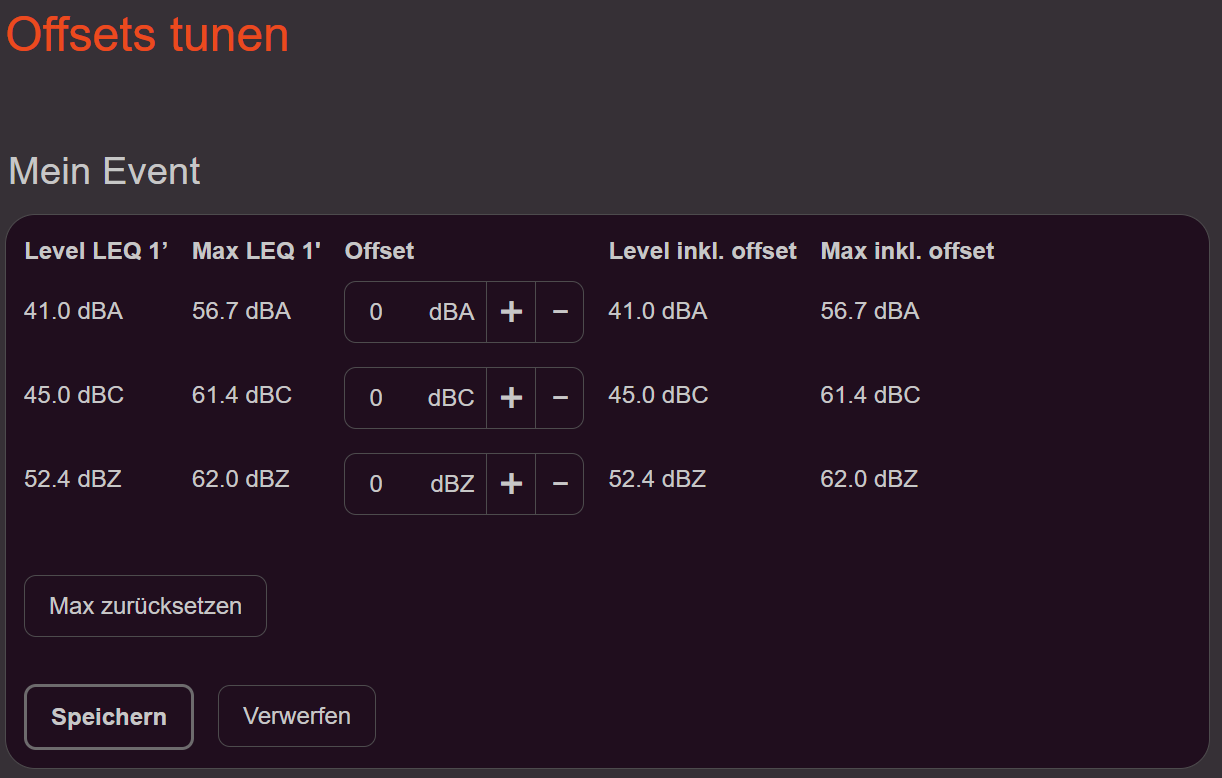 Offsets tunen
Mein Event
Level LEQ 1’ Max LEQ 1' Offset Level inkl. offset Max inkl. offset
41.0 dBA 56.7 dBA 0 dBA + − 41.0 dBA 56.7 dBA
45.0 dBC 61.4 dBC 0 dBC + − 45.0 dBC 61.4 dBC
52.4 dBZ 62.0 dBZ 0 dBZ + − 52.4 dBZ 62.0 dBZ
Max zurücksetzen
Speichern Verwerfen